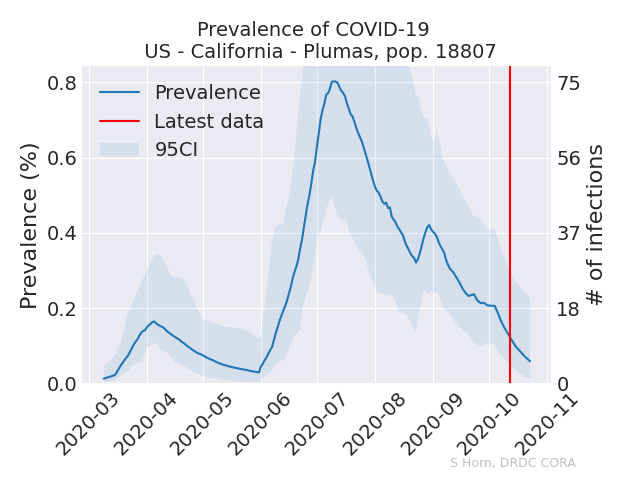 Prevalence of COVID-19
US - California - Plumas, pop. 18807
Prevalence
Latest data
95CI
Prevalence (%)
0.8
0.6
0.4
0.2
0.0
75
56
37
18
0
# of infections
2020-03
2020-04
2020-05
2020-06
2020-07
2020-08
2020-09
2020-10
2020-11
S Horn, DRDC CORA